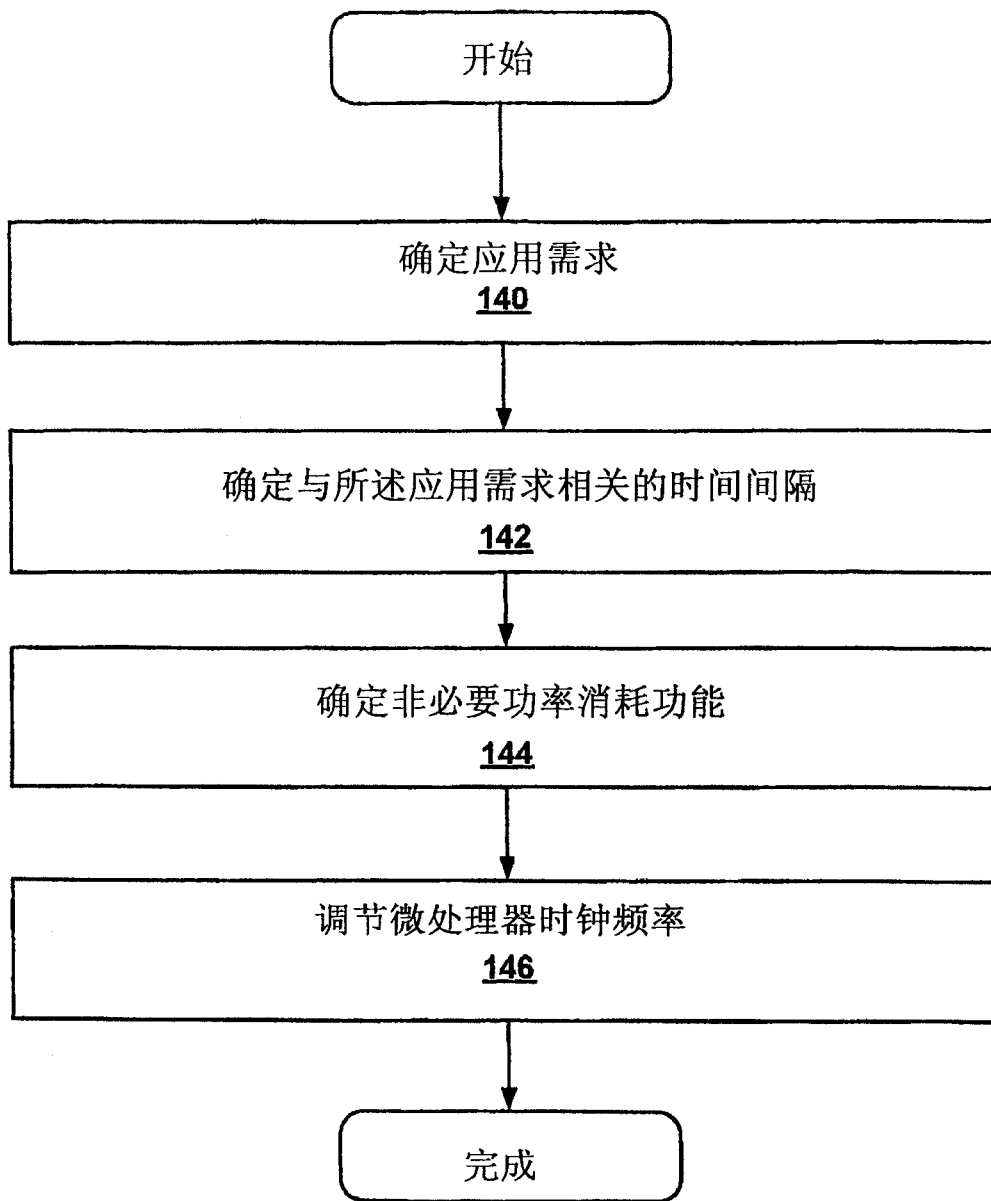 开始
确定应用需求
140
确定与所述应用需求相关的时间间隔
142
确定非必要功率消耗功能
144
调节微处理器时钟频率
146
完成